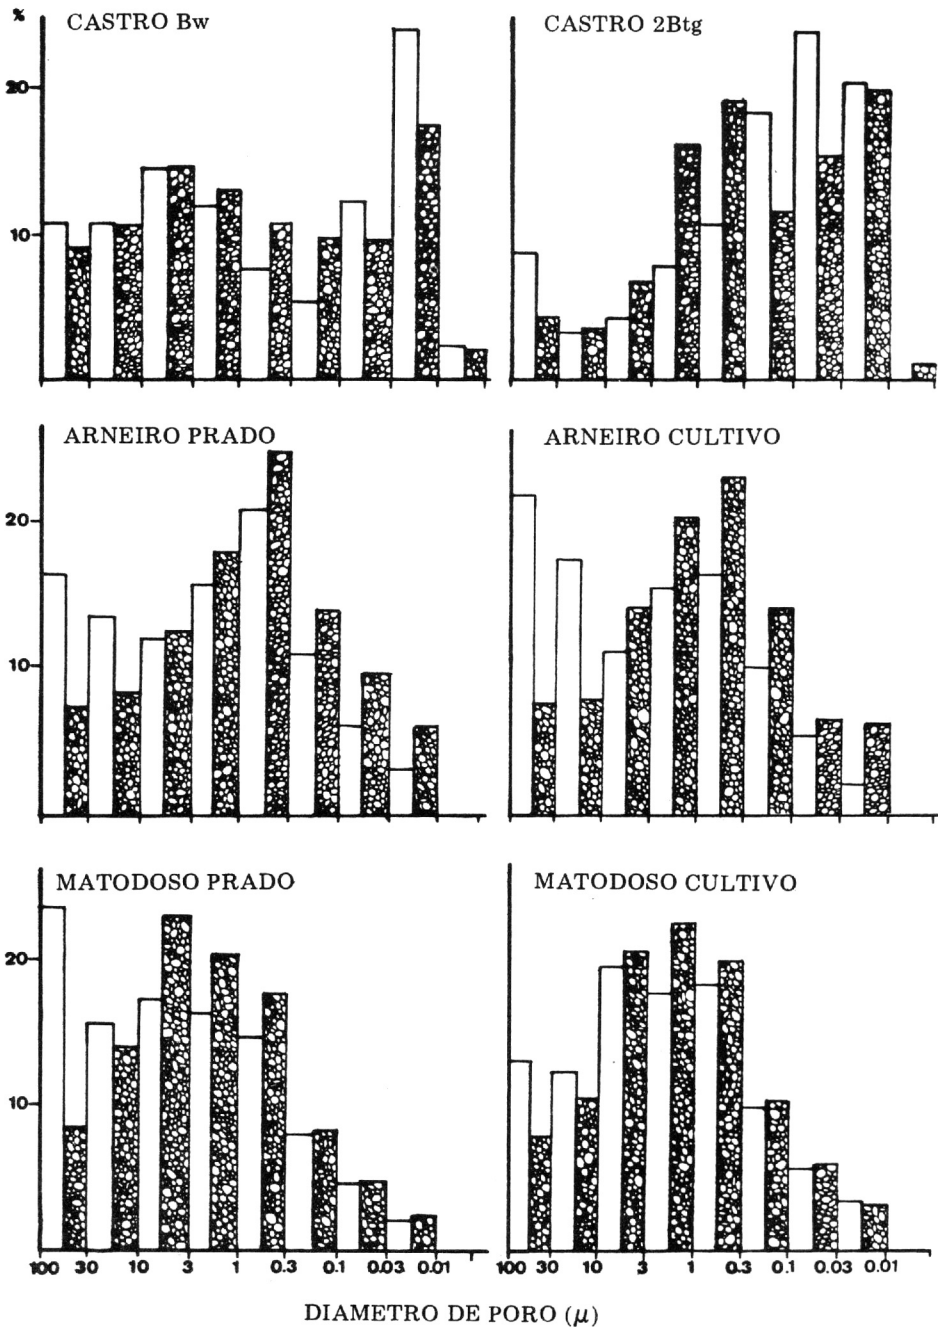 %
CASTRO Bw
CASTRO 2Btg
20
10
ARNEIRO PRADO
ARNEIRO CULTIVO
20
10
MATODOSO PRADO
MATODOSO CULTIVO
20
10
100 30 10 3 1 0.3 0.1 0.03 0.01
100 30 10 3 1 0.3 0.1 0.03 0.01
DIAMETRO DE PORO (μ)